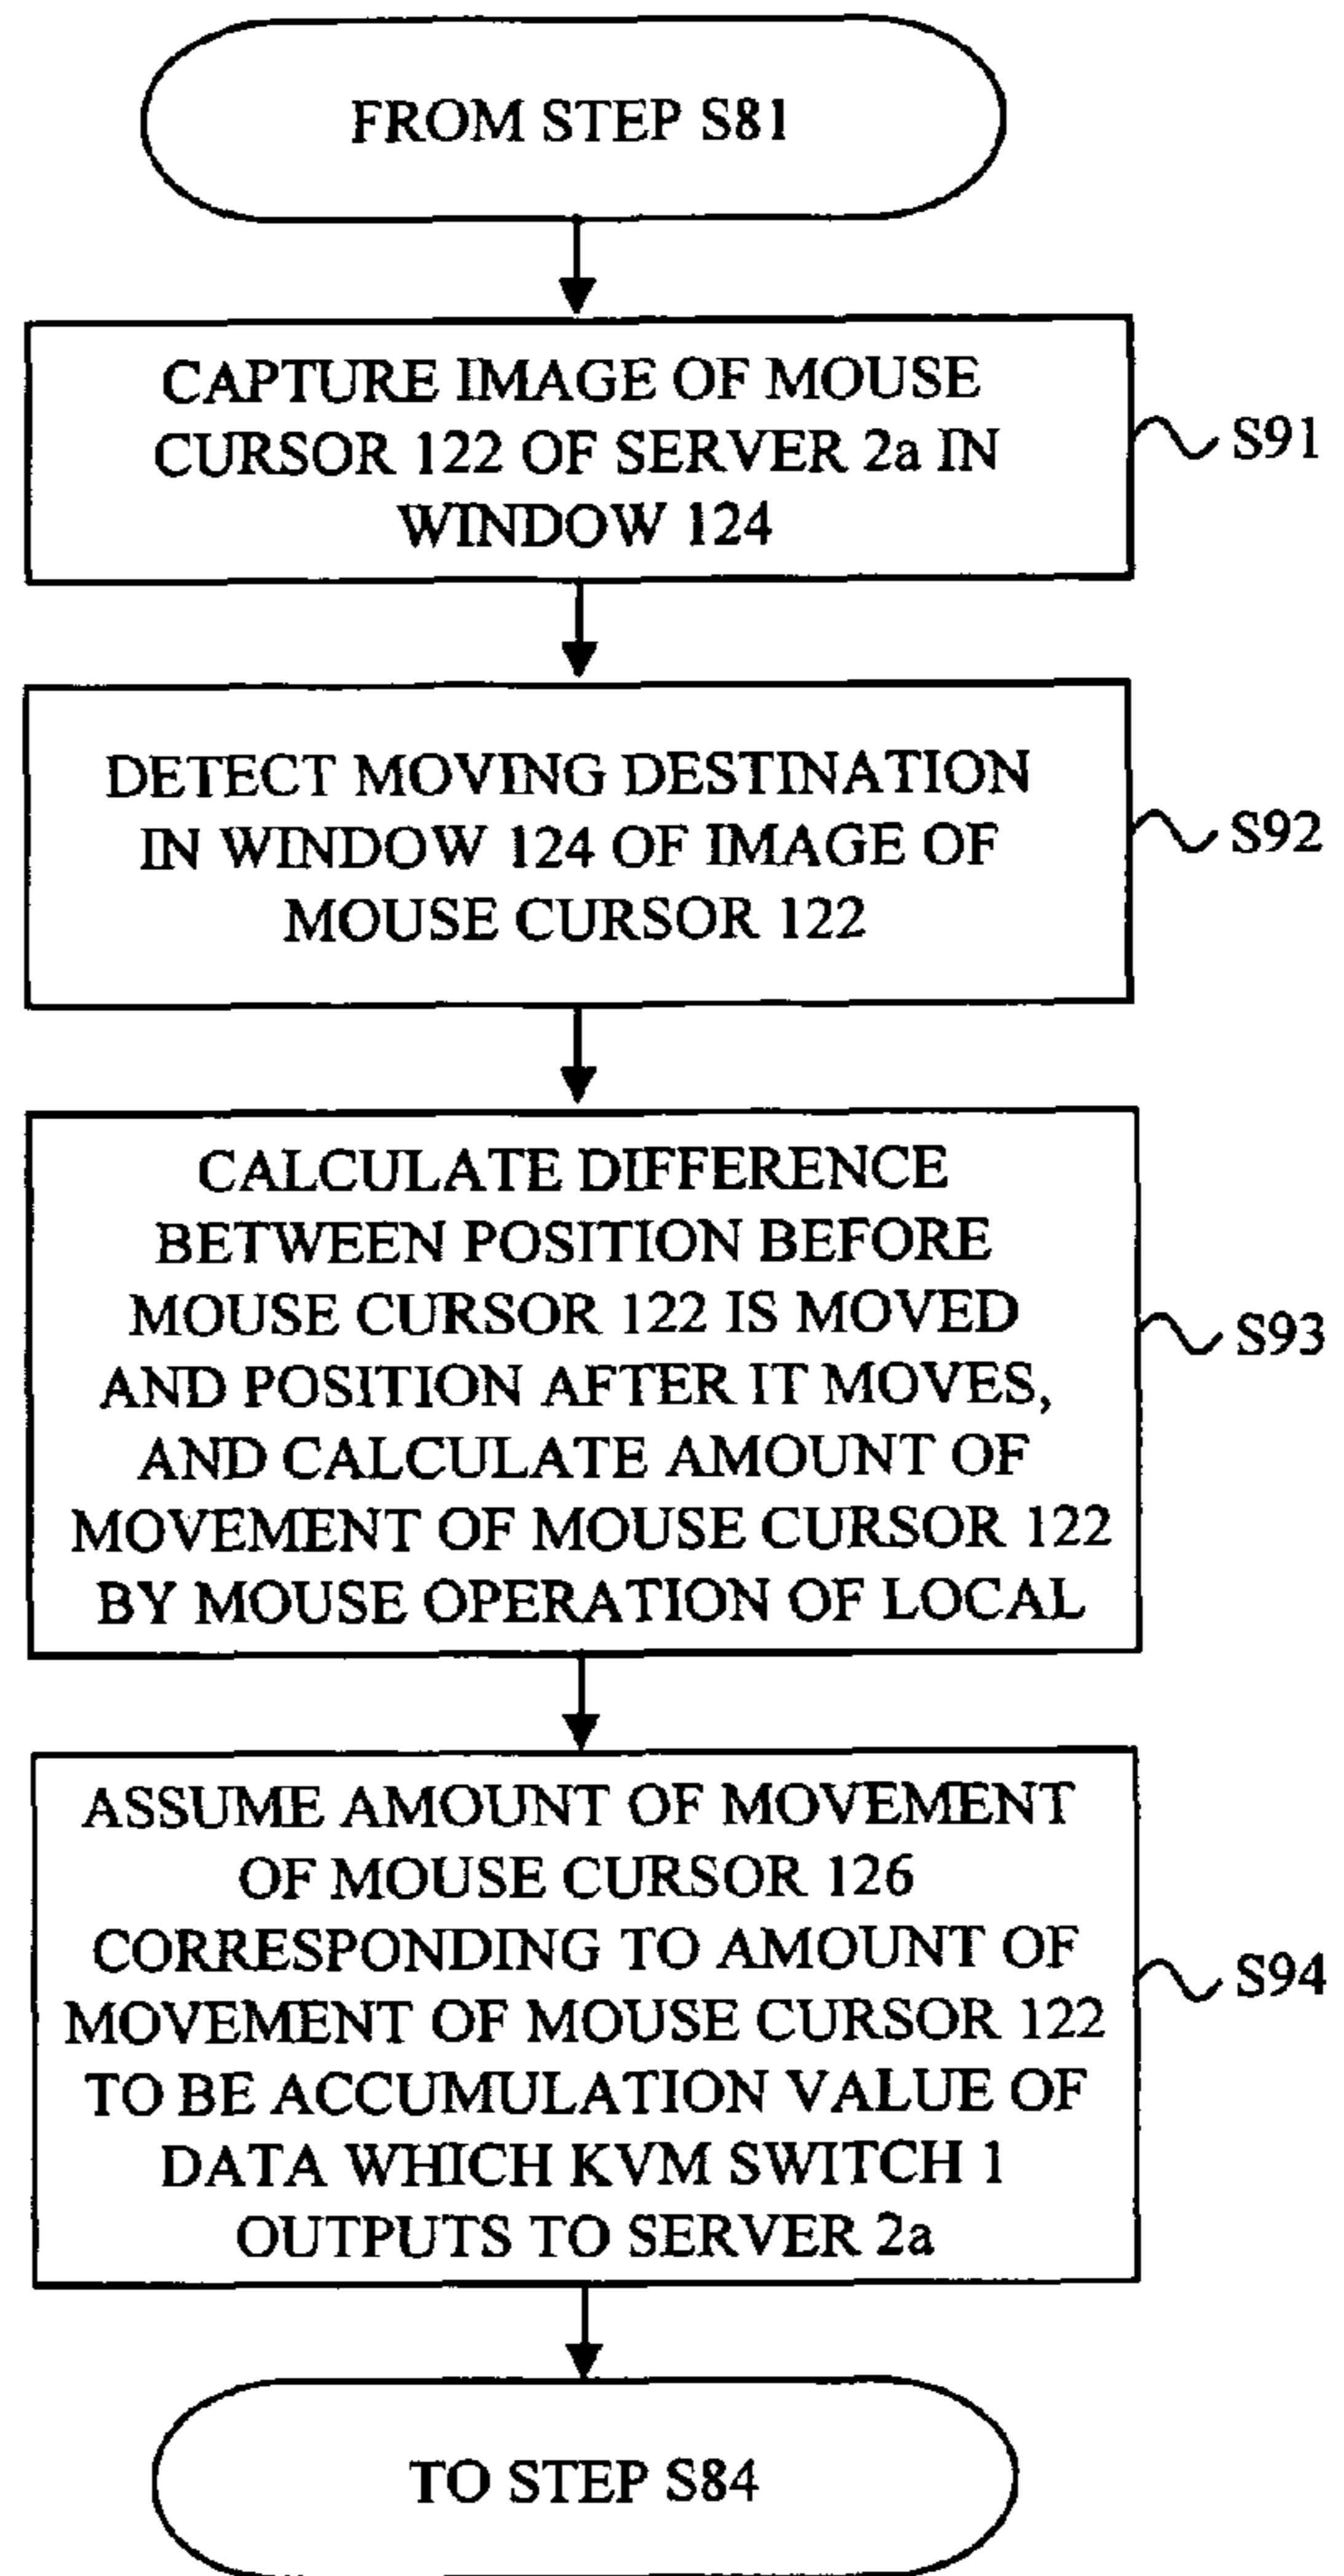 FROM STEP S81
CAPTURE IMAGE OF MOUSE
CURSOR 122 OF SERVER 2a IN
WINDOW 124
S91
DETECT MOVING DESTINATION
IN WINDOW 124 OF IMAGE OF
MOUSE CURSOR 122
S92
CALCULATE DIFFERENCE
BETWEEN POSITION BEFORE
MOUSE CURSOR 122 IS MOVED
AND POSITION AFTER IT MOVES,
AND CALCULATE AMOUNT OF
MOVEMENT OF MOUSE CURSOR 122
BY MOUSE OPERATION OF LOCAL
S93
ASSUME AMOUNT OF MOVEMENT
OF MOUSE CURSOR 126
CORRESPONDING TO AMOUNT OF
MOVEMENT OF MOUSE CURSOR 122
TO BE ACCUMULATION VALUE OF
DATA WHICH KVM SWITCH 1
OUTPUTS TO SERVER 2a
S94
TO STEP S84